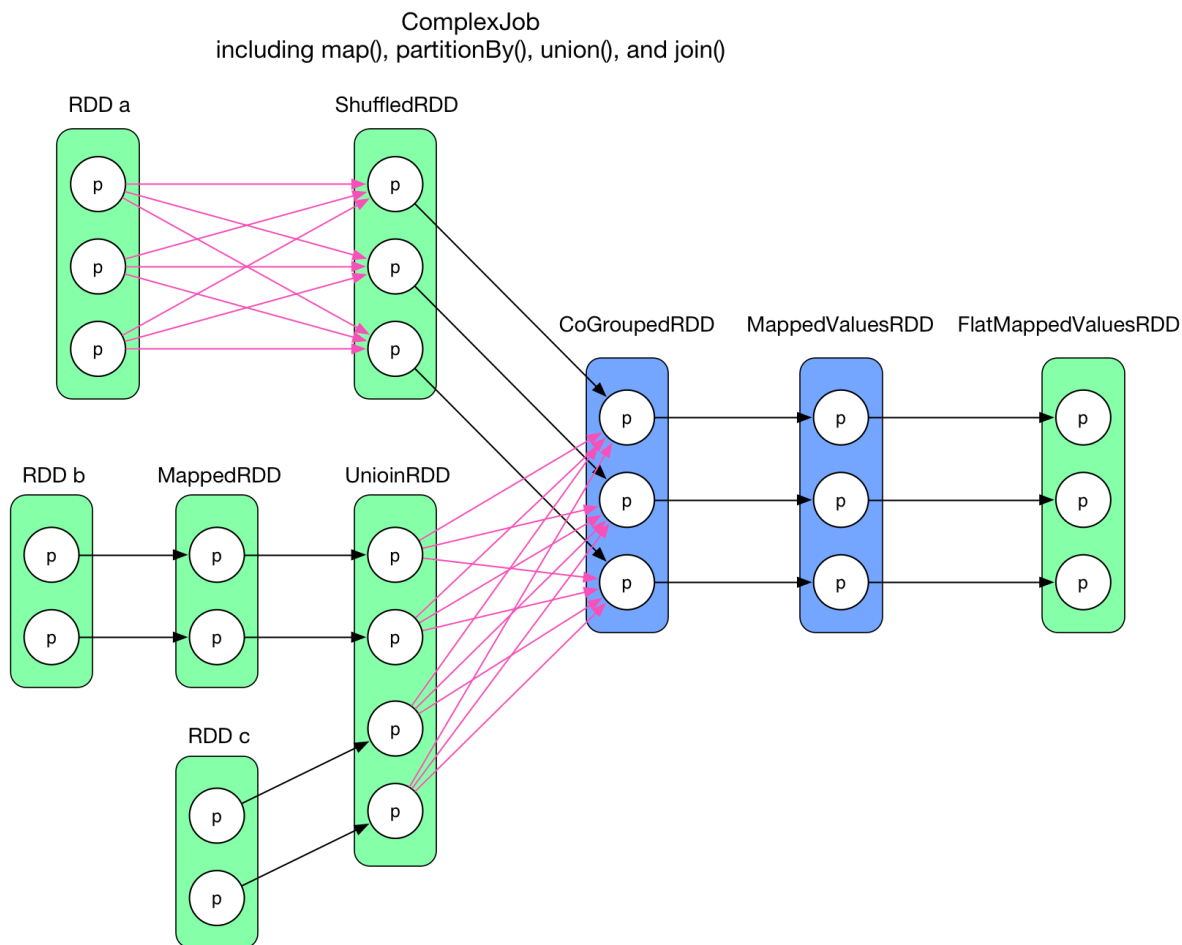 ComplexJob
including map(), partitionBy(), union(), and join()
RDD a
ShuffledRDD
p
p
p
p
p
p
CoGroupedRDD
MappedValuesRDD
FlatMappedValuesRDD
p
p
p
p
p
p
p
p
p
RDD b
MappedRDD
UnioinRDD
p
p
p
p
p
p
p
p
RDD c
p
p